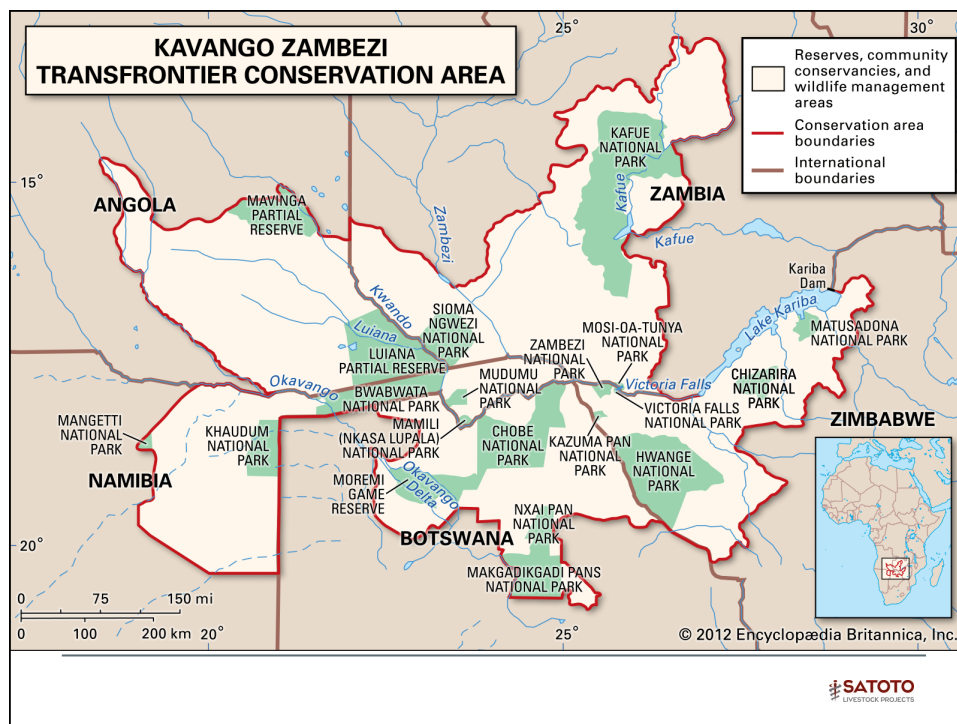 KAVANGO ZAMBEZI
TRANSFRONTIER CONSERVATION AREA
25°
30°
Reserves, community
conservancies, and
wildlife management
areas
Conservation area
boundaries
International
boundaries
15°
ANGOLA
MAVINGA
PARTIAL
RESERVE
Zambezi
KAFUE
NATIONAL
PARK
Kafue
ZAMBIA
Kafue
Kariba
Dam
Lake Kariba
MATUSADONA
NATIONAL PARK
Kwando
Luiana
SIOMA
NGWEZI
NATIONAL
PARK
LUIANA
PARTIAL RESERVE
MOSI-OA-TUNYA
NATIONAL
PARK
ZAMBEZI
NATIONAL
PARK
CHIZARIRA
NATIONAL
PARK
Okavango
BWABWATA
NATIONAL PARK
MUDUMU
NATIONAL
PARK
Victoria Falls
VICTORIA FALLS
NATIONAL PARK
ZIMBABWE
MANGETTI
NATIONAL
PARK
KHAUDUM
NATIONAL
PARK
MAMILI
(NKASA LUPALA)
NATIONAL PARK
CHOBE
NATIONAL
PARK
KAZUMA PAN
NATIONAL
PARK
HWANGE
NATIONAL
PARK
NAMIBIA
MOREMI
GAME
RESERVE
Okavango
Delta
BOTSWANA
NXAI PAN
NATIONAL
PARK
MAKGADIKGADI PANS
NATIONAL PARK
20°
0 75 150 mi
0 100 200 km
20°
25°
© 2012 Encyclopædia Britannica, Inc.
SATOTO
LIVESTOCK PROJECTS